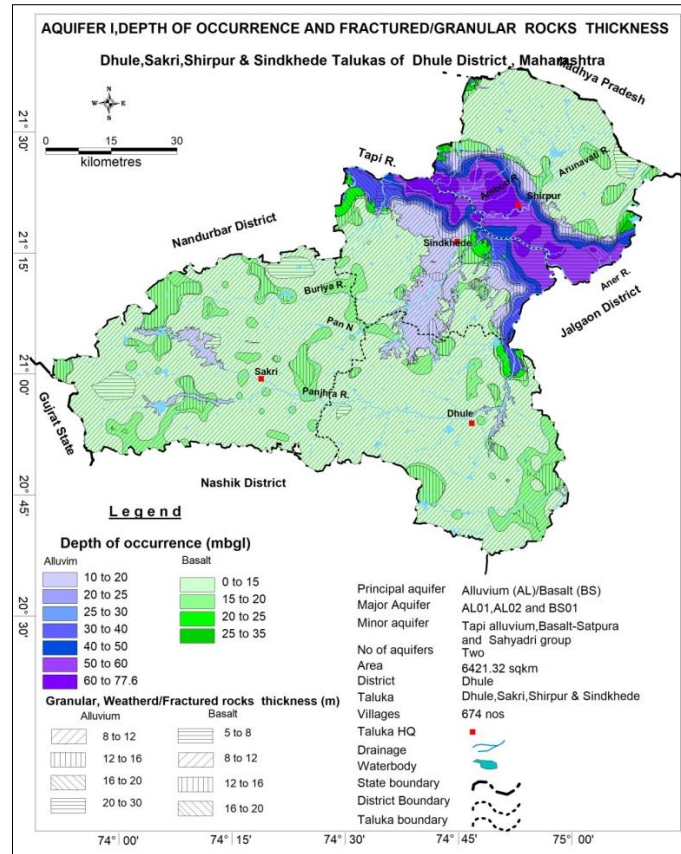 AQUIFER I,DEPTH OF OCCURRENCE AND FRACTURED/GRANULAR ROCKS THICKNESS
Dhule,Sakri,Shirpur & Sindkhede Talukas of Dhule District , Maharashtra
Madhya Pradesh
N
W E
S
21° 30'
0 15 30
kilometres
Tapi R.
Arunavati R.
Shirpur
Nandurbar District
Sindkhede
21° 15'
Buriya R.
Aner R.
Jalgaon District
Pan N
21° 00'
Sakri
Panjhra R.
Dhule
Gujrat State
Nashik District
20° 45'
Legend
Depth of occurrence (mbgl)
Alluvim Basalt
10 to 20 0 to 15
20 to 25 15 to 20
25 to 30 20 to 25
30 to 40 25 to 35
40 to 50
50 to 60
60 to 77.6
20° 30'
Granular, Weatherd/Fractured rocks thickness (m)
Alluvium Basalt
8 to 12 5 to 8
12 to 16 8 to 12
16 to 20 12 to 16
20 to 30 16 to 20
Principal aquifer Alluvium (AL)/Basalt (BS)
Major Aquifer AL01,AL02 and BS01
Minor aquifer Tapi alluvium,Basalt-Satpura
and Sahyadri group
No of aquifers Two
Area 6421.32 sqkm
District Dhule
Taluka Dhule,Sakri,Shirpur & Sindkhede
Villages 674 nos
Taluka HQ
Drainage
Waterbody
State boundary
District Boundary
Taluka boundary
74° 00' 74° 15' 74° 30' 74° 45' 75° 00'